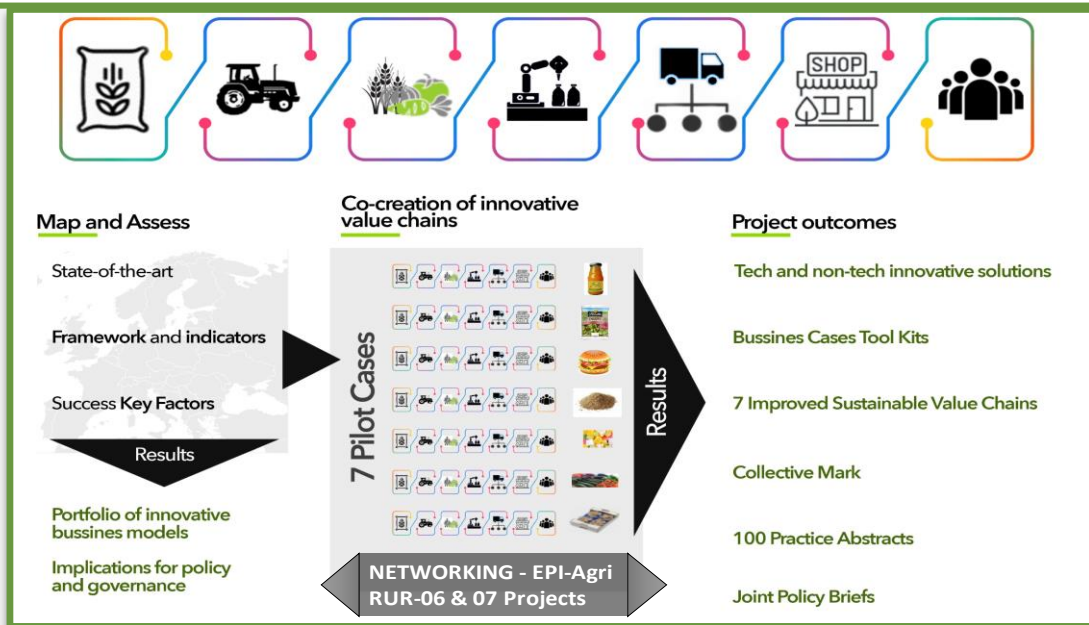 SHOP
Map and Assess
State-of-the-art
Framework and indicators
Success Key Factors
Results
Portfolio of innovative
bussines models
Implications for policy
and governance
Co-creation of innovative
value chains
7 Pilot Cases
Results
NETWORKING - EPI-Agri
RUR-06 & 07 Projects
Project outcomes
Tech and non-tech innovative solutions
Bussines Cases Tool Kits
7 Improved Sustainable Value Chains
Collective Mark
100 Practice Abstracts
Joint Policy Briefs